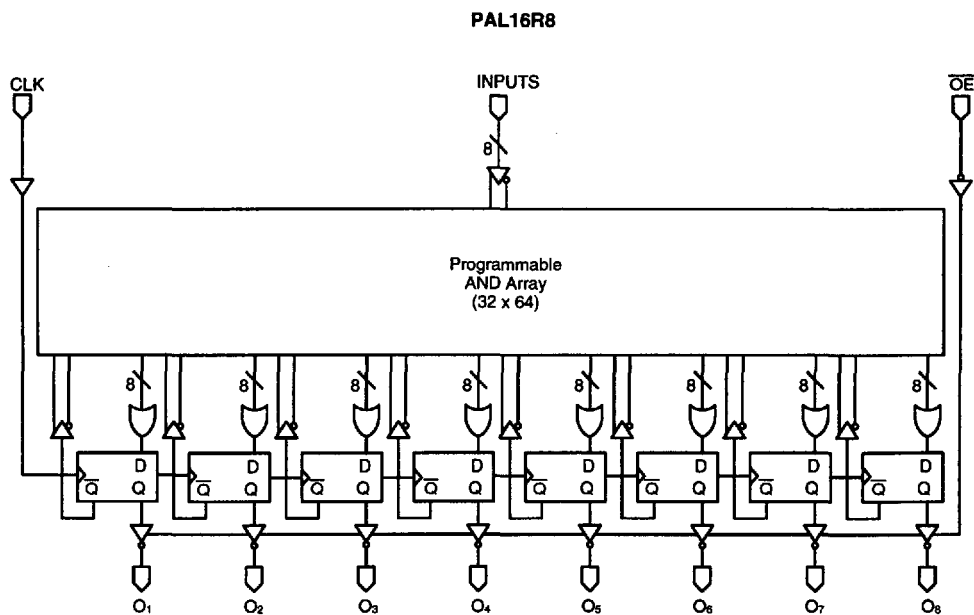 PAL16R8
CLK INPUTS O̅E̅
8
Programmable
AND Array
(32 x 64)
8 8 8 8 8 8 8 8
D D D D D D D D
Q̅ Q Q̅ Q Q̅ Q Q̅ Q Q̅ Q Q̅ Q Q̅ Q Q̅ Q
O₁ O₂ O₃ O₄ O₅ O₆ O₇ O₈